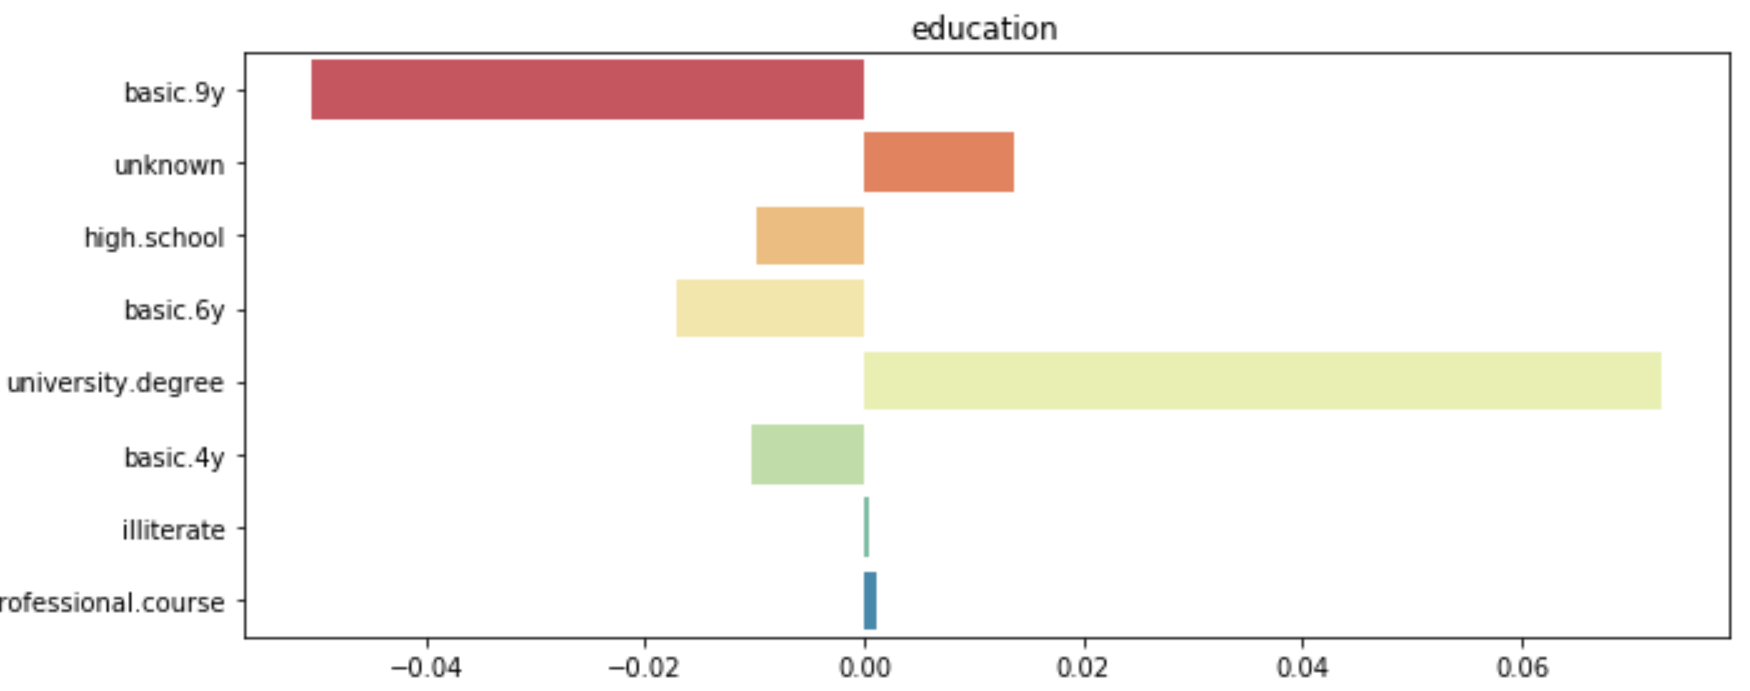 education
basic.9y
unknown
high.school
basic.6y
university.degree
basic.4y
illiterate
rofessional.course
−0.04 −0.02 0.00 0.02 0.04 0.06